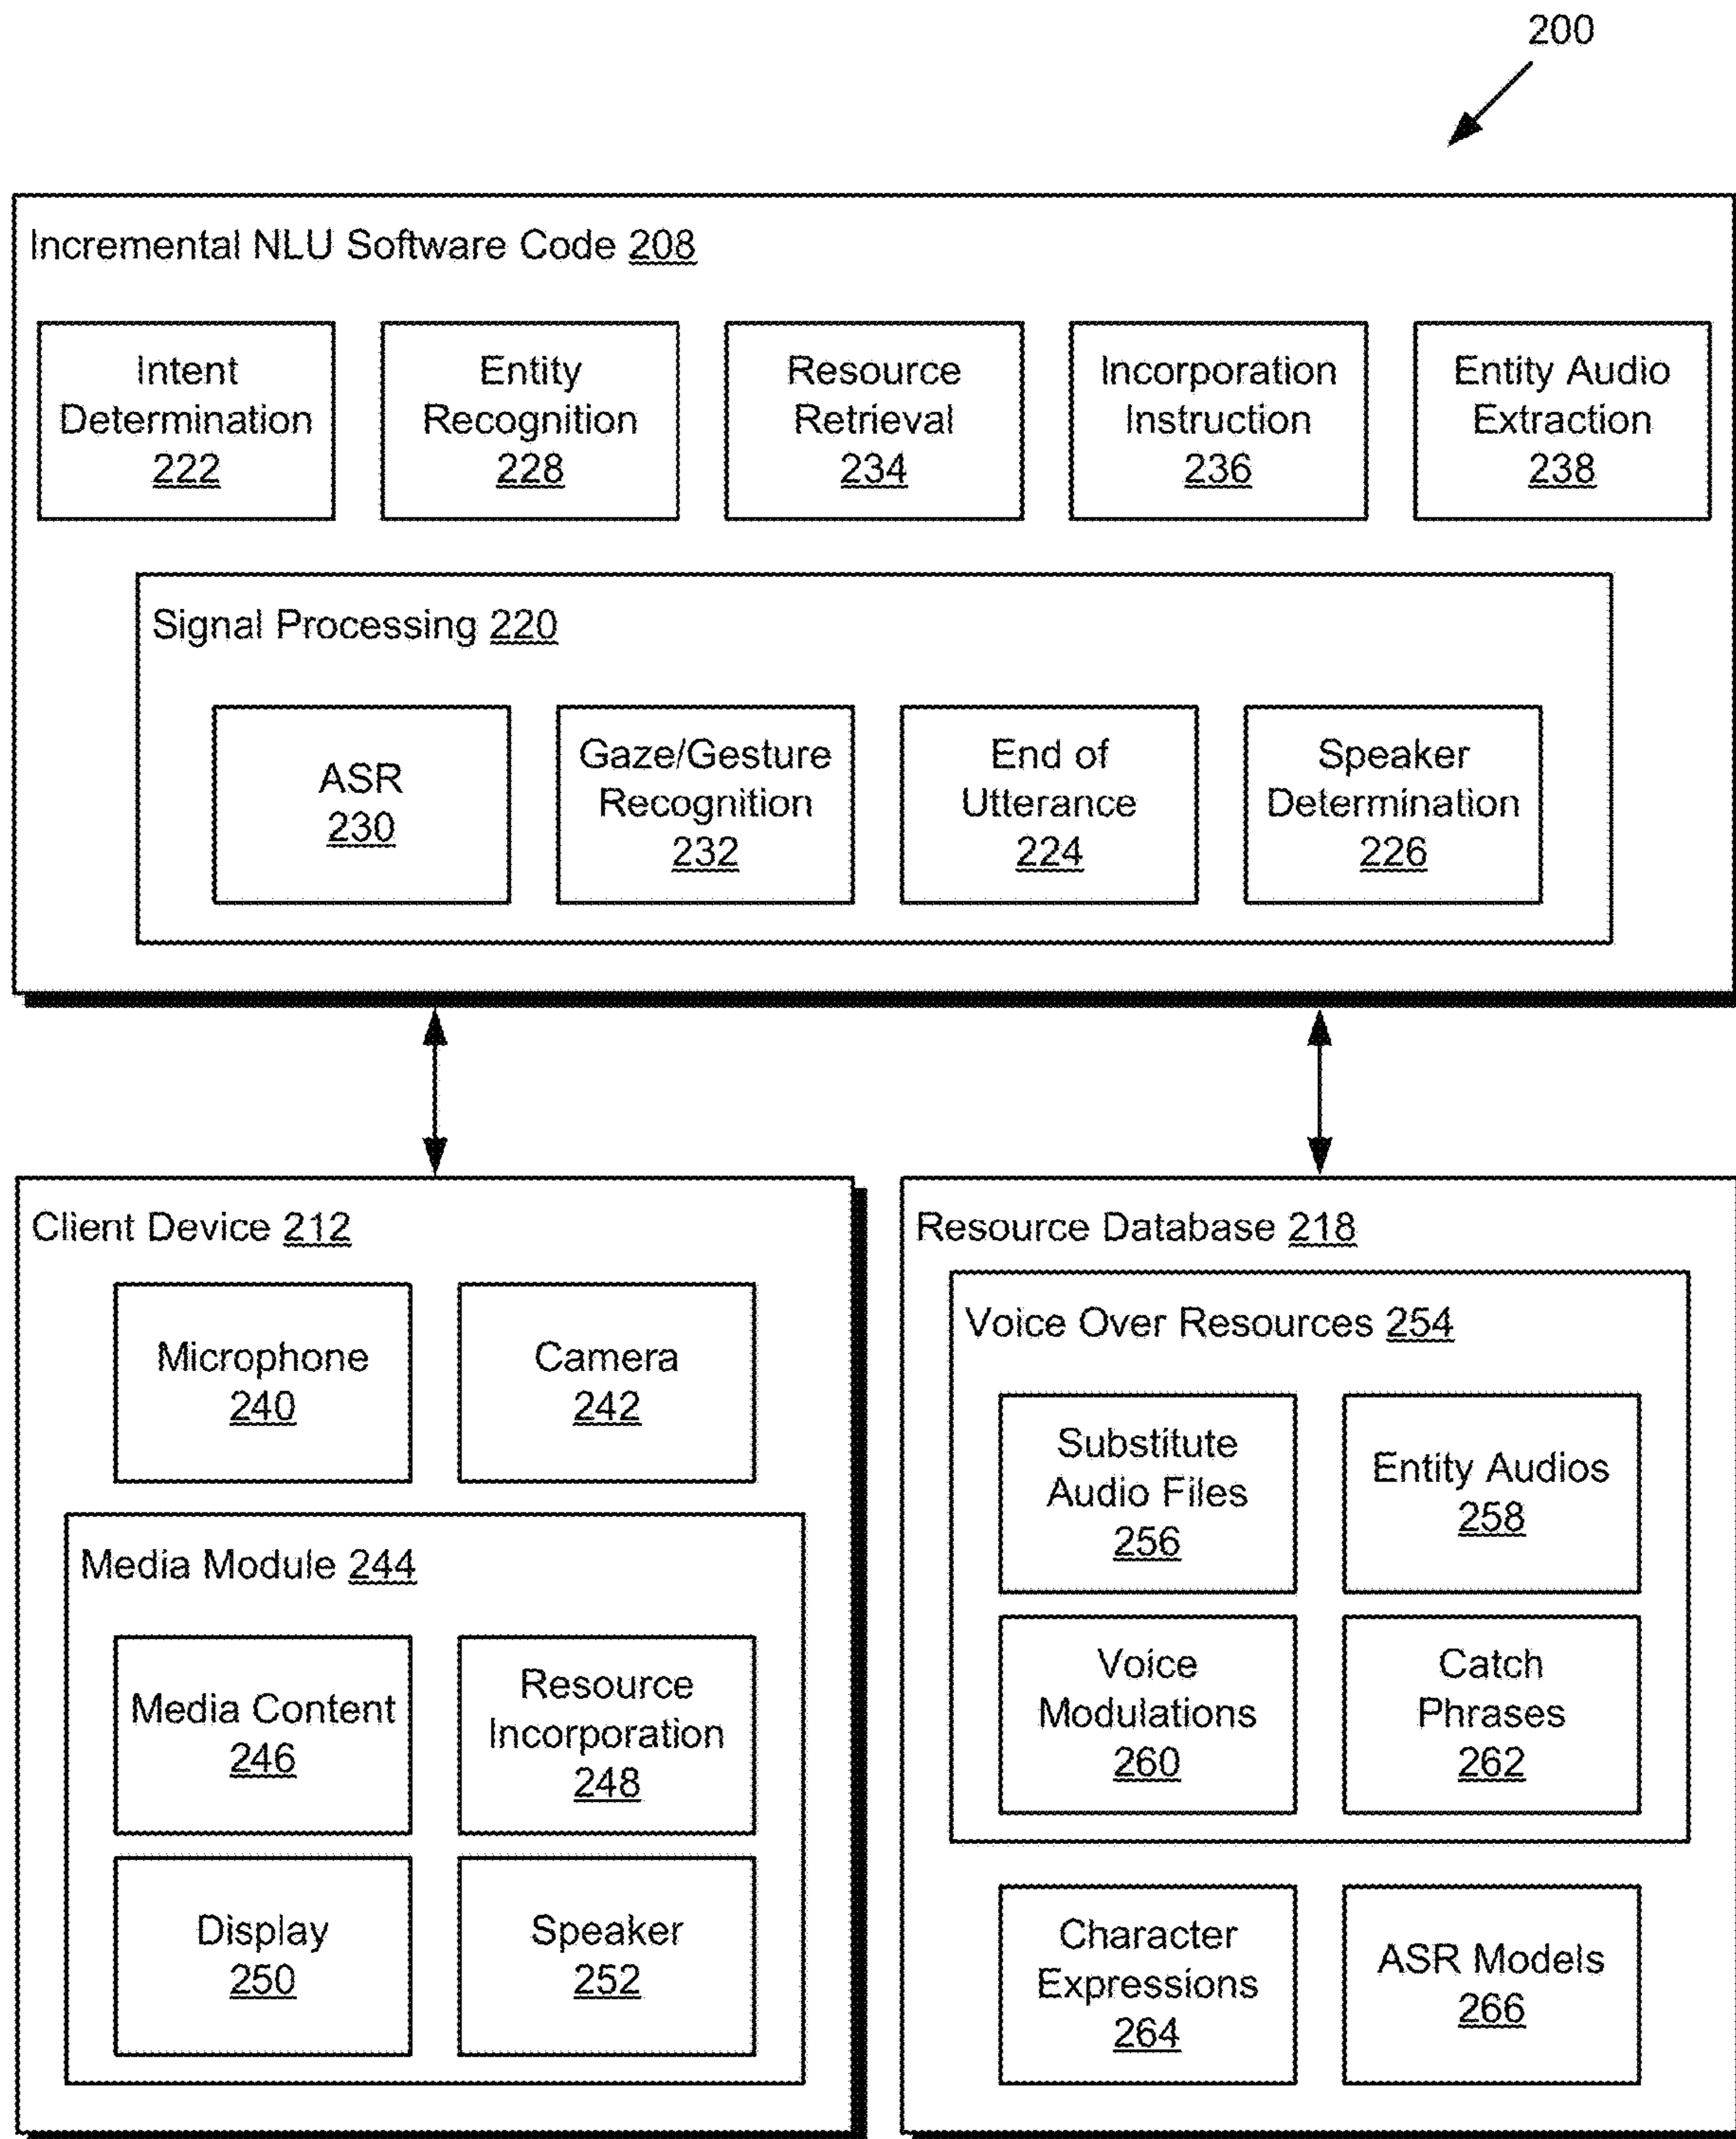 200
Incremental NLU Software Code 208
Intent
Determination
222
Entity
Recognition
228
Resource
Retrieval
234
Incorporation
Instruction
236
Entity Audio
Extraction
238
Signal Processing 220
ASR
230
Gaze/Gesture
Recognition
232
End of
Utterance
224
Speaker
Determination
226
Client Device 212
Microphone
240
Camera
242
Media Module 244
Media Content
246
Resource
Incorporation
248
Display
250
Speaker
252
Resource Database 218
Voice Over Resources 254
Substitute
Audio Files
256
Entity Audios
258
Voice
Modulations
260
Catch
Phrases
262
Character
Expressions
264
ASR Models
266